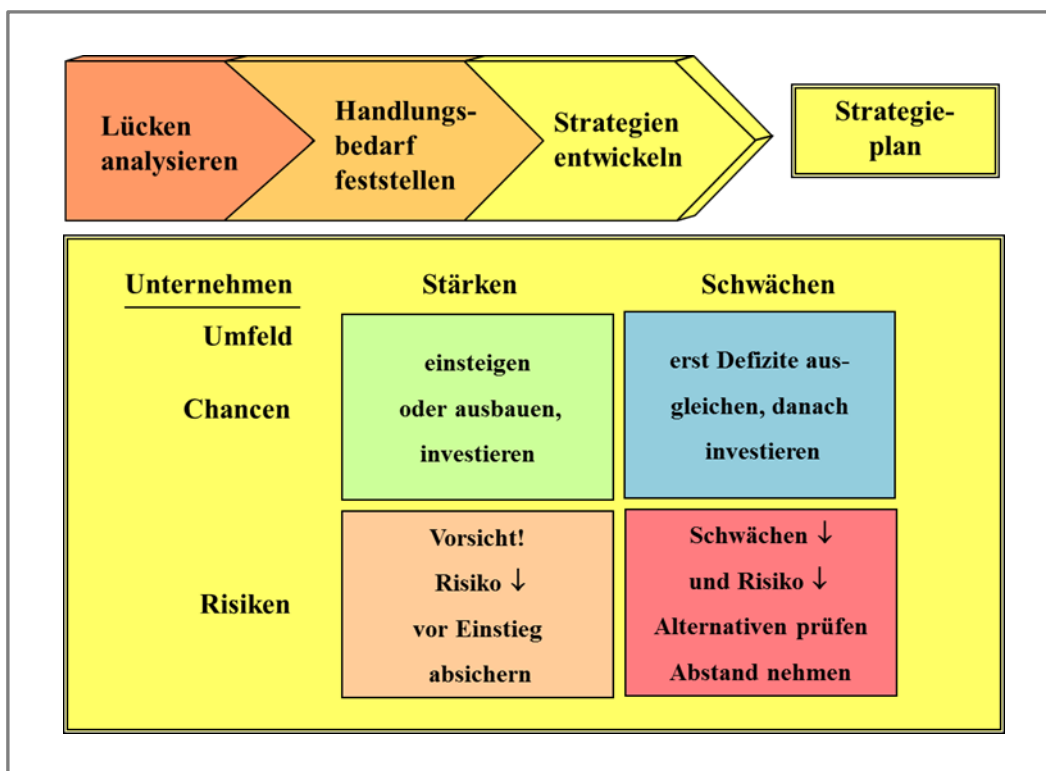 Lücken
analysieren
Handlungs-
bedarf
feststellen
Strategien
entwickeln
Strategie-
plan
Unternehmen
Umfeld
Stärken
Schwächen
Chancen
einsteigen
oder ausbauen,
investieren
erst Defizite aus-
gleichen, danach
investieren
Risiken
Vorsicht!
Risiko ↓
vor Einstieg
absichern
Schwächen ↓
und Risiko ↓
Alternativen prüfen
Abstand nehmen